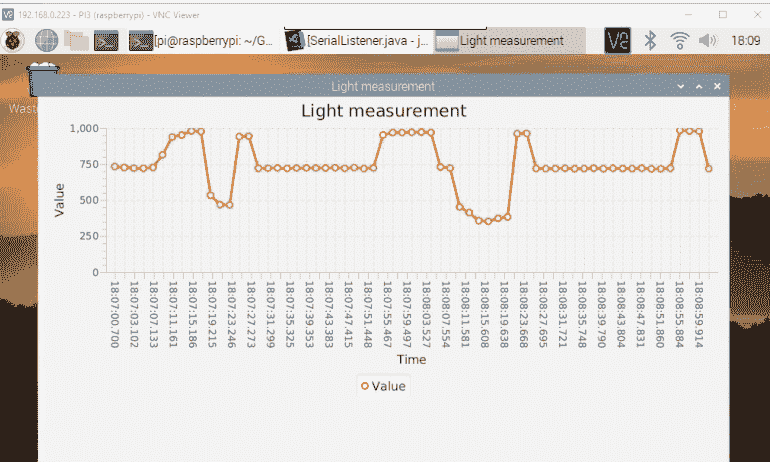 192.168.0.223 - PI3 (raspberrypi) - VNC Viewer
[pi@raspberrypi: ~/G... [SerialListener.java - j... Light measurement 18:09
Light measurement
Light measurement
1,000
750
500
250
0
Value
18:07:00.700 18:07:03.102 18:07:07.133 18:07:11.161 18:07:15.186 18:07:19.215 18:07:23.246 18:07:27.273 18:07:31.299 18:07:35.325 18:07:39.353 18:07:43.383 18:07:47.415 18:07:51.448 18:07:55.467 18:07:59.497 18:08:03.527 18:08:07.554 18:08:11.581 18:08:15.608 18:08:19.638 18:08:23.668 18:08:27.695 18:08:31.721 18:08:35.748 18:08:39.790 18:08:43.804 18:08:47.831 18:08:51.860 18:08:55.884 18:08:59.914
Time
Value